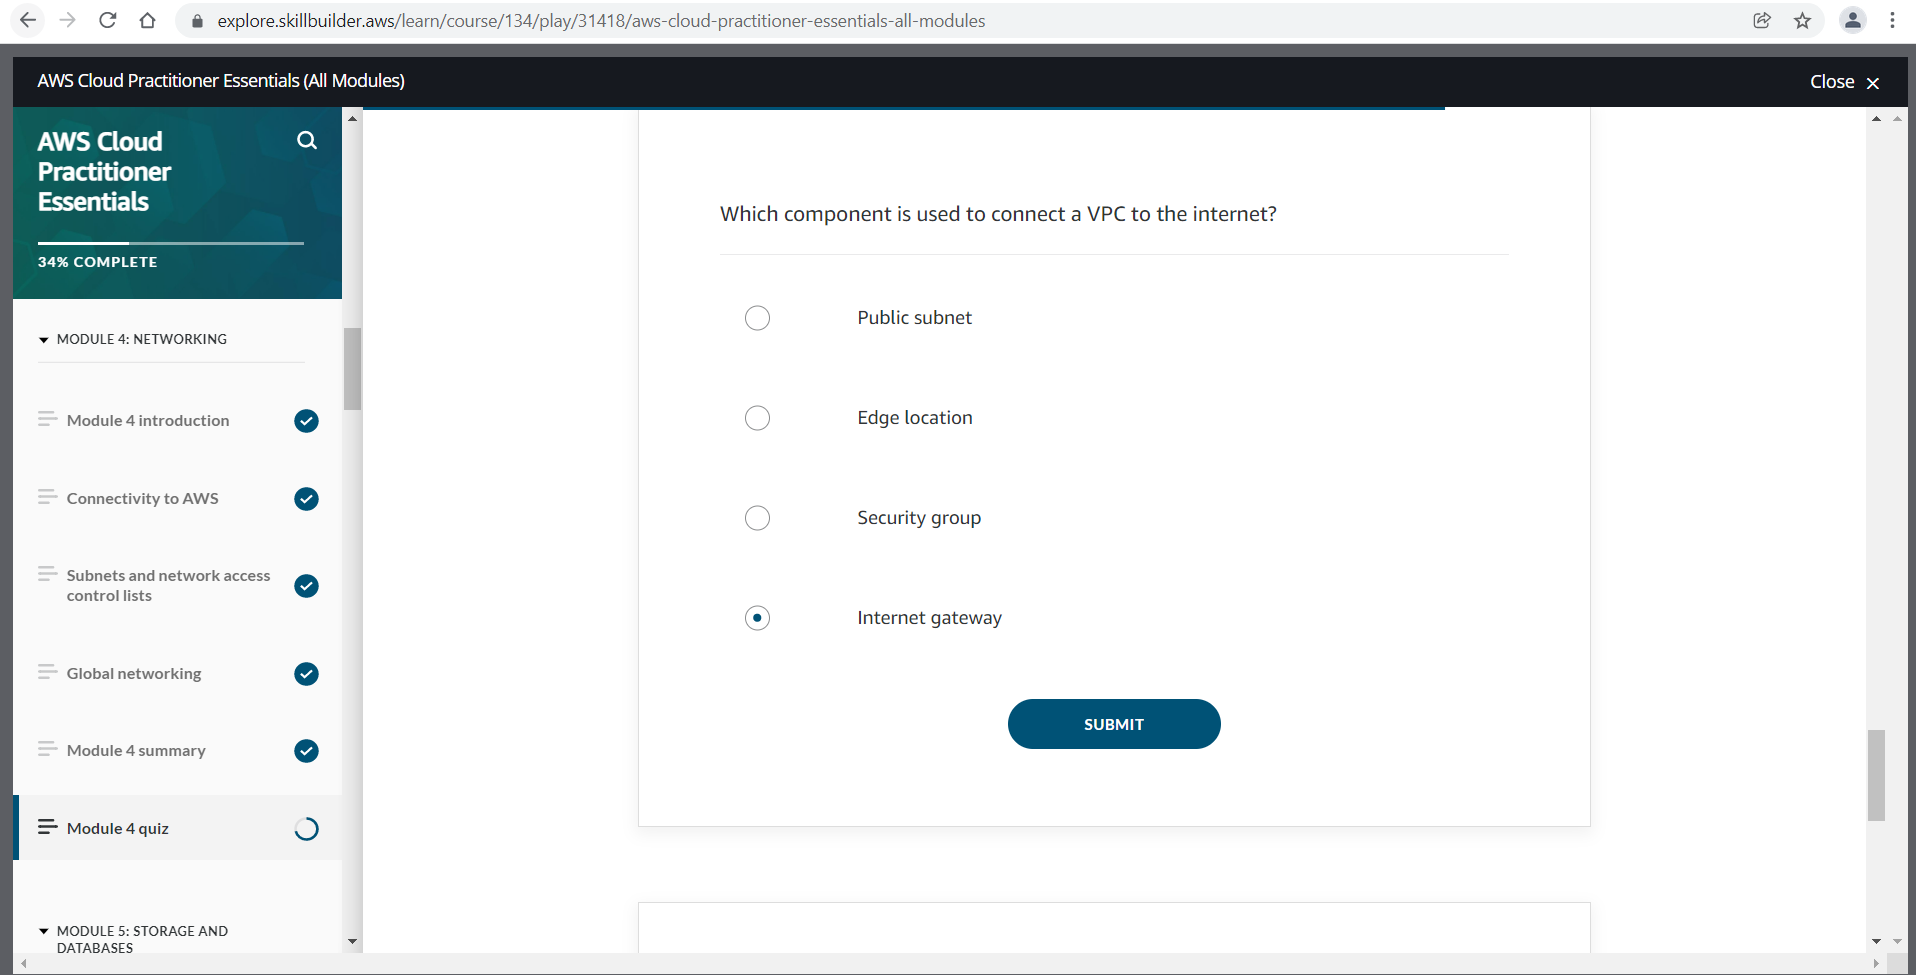 explore.skillbuilder.aws/learn/course/134/play/31418/aws-cloud-practitioner-essentials-all-modules
AWS Cloud Practitioner Essentials (All Modules)
Close
AWS Cloud
Practitioner
Essentials
34% COMPLETE
MODULE 4: NETWORKING
Module 4 introduction
Connectivity to AWS
Subnets and network access
control lists
Global networking
Module 4 summary
Module 4 quiz
MODULE 5: STORAGE AND
DATABASES
Which component is used to connect a VPC to the internet?
Public subnet
Edge location
Security group
Internet gateway
SUBMIT